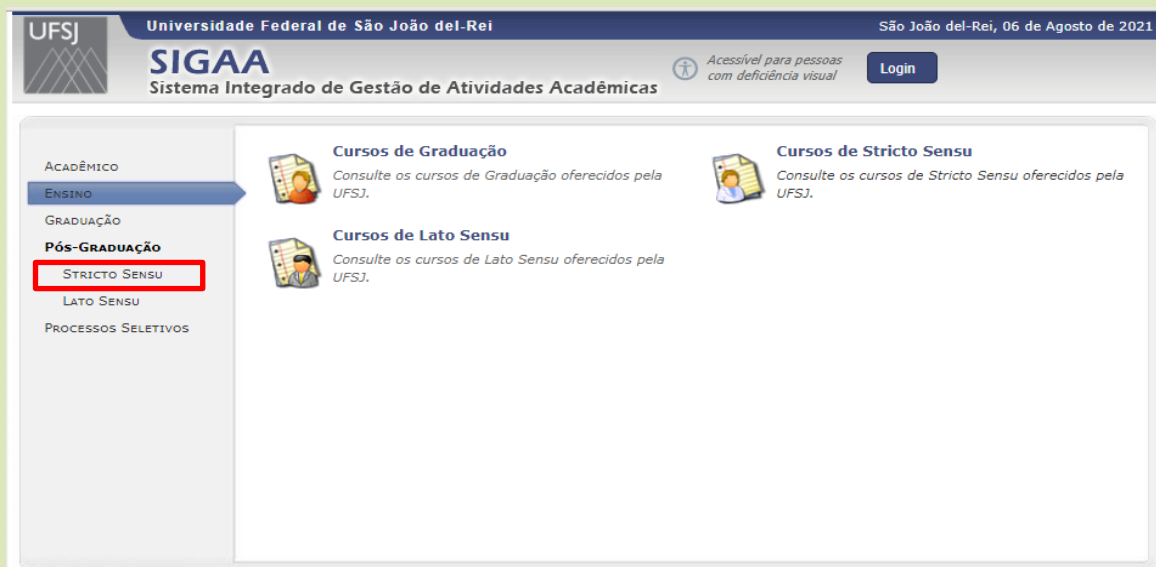 UFSJ
Universidade Federal de São João del-Rei
São João del-Rei, 06 de Agosto de 2021
SIGAA
Sistema Integrado de Gestão de Atividades Acadêmicas
Acessível para pessoas
com deficiência visual
Login
Acadêmico
Ensino
Graduação
Pós-Graduação
Stricto Sensu
Lato Sensu
Processos Seletivos
Cursos de Graduação
Consulte os cursos de Graduação oferecidos pela
UFSJ.
Cursos de Stricto Sensu
Consulte os cursos de Stricto Sensu oferecidos pela
UFSJ.
Cursos de Lato Sensu
Consulte os cursos de Lato Sensu oferecidos pela
UFSJ.